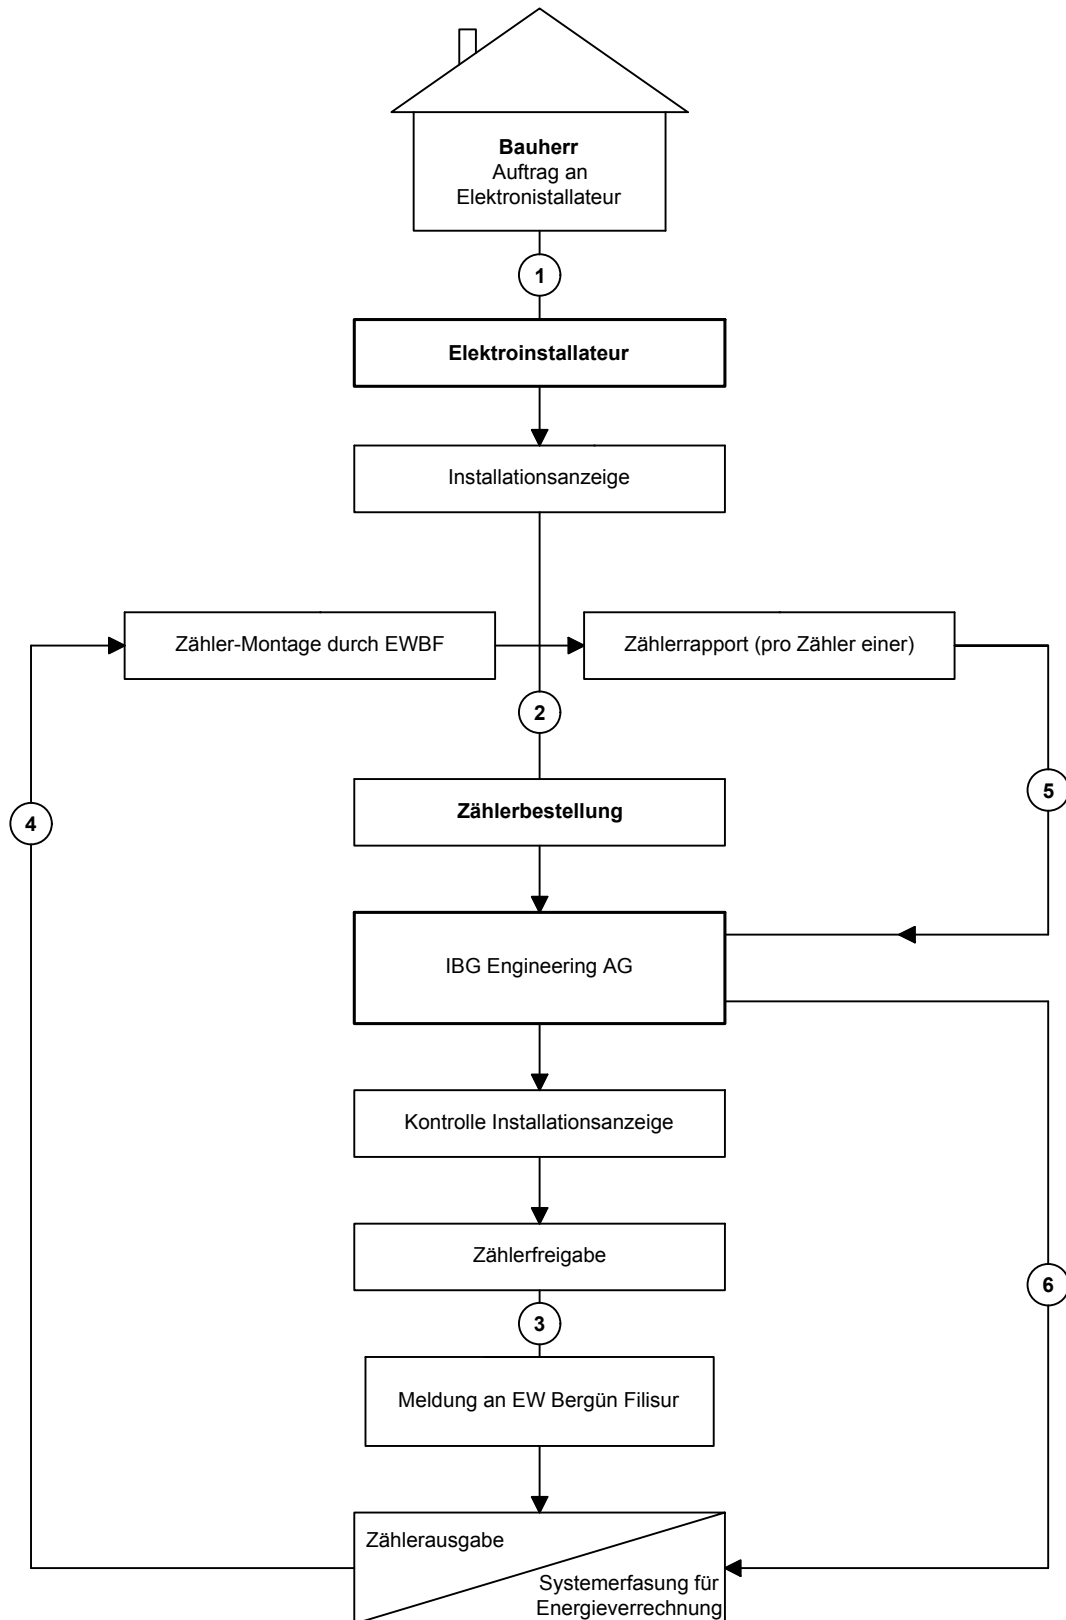 Bauherr
Auftrag an
Elektronistallateur
1
Elektroinstallateur
Installationsanzeige
Zähler-Montage durch EWBF
Zählerrapport (pro Zähler einer)
2
5
4
Zählerbestellung
IBG Engineering AG
Kontrolle Installationsanzeige
Zählerfreigabe
6
3
Meldung an EW Bergün Filisur
Zählerausgabe
Systemerfasung für
Energieverrechnung